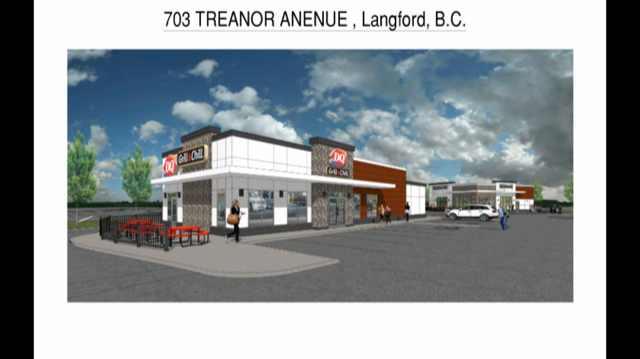 703 TREANOR ANENUE , Langford, B.C.
DQ Grill & Chill
DQ
Grill & Chill